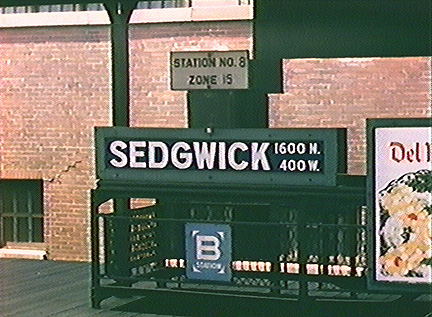 STATION NO. 8
ZONE 15
SEDGWICK 1600 N.
400 W.
B
STATION
Del